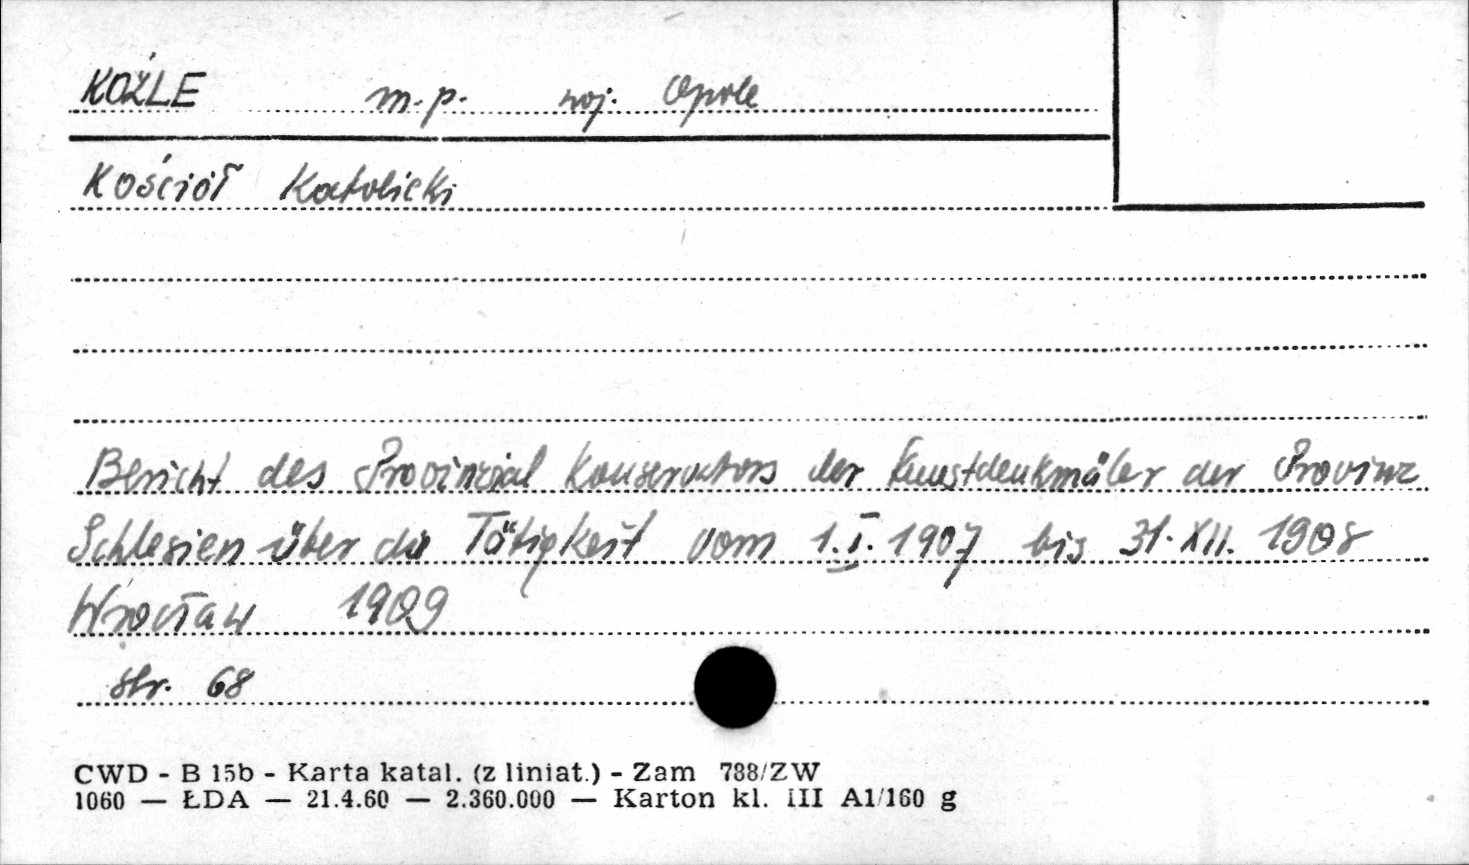 KOŹLE m.p. woj. Opole
Kościół Katolicki
Bericht des Provinzial Konservators der Kunstdenkmäler der Provinz
Schlesien über die Tätigkeit vom 1.I.1907 bis 31.XII.1908
Wrocław 1909
str. 68
CWD - B 15b - Karta katal. (z liniat.) - Zam 788/ZW
1060 — ŁDA — 21.4.60 — 2.360.000 — Karton kl. III A1/160 g